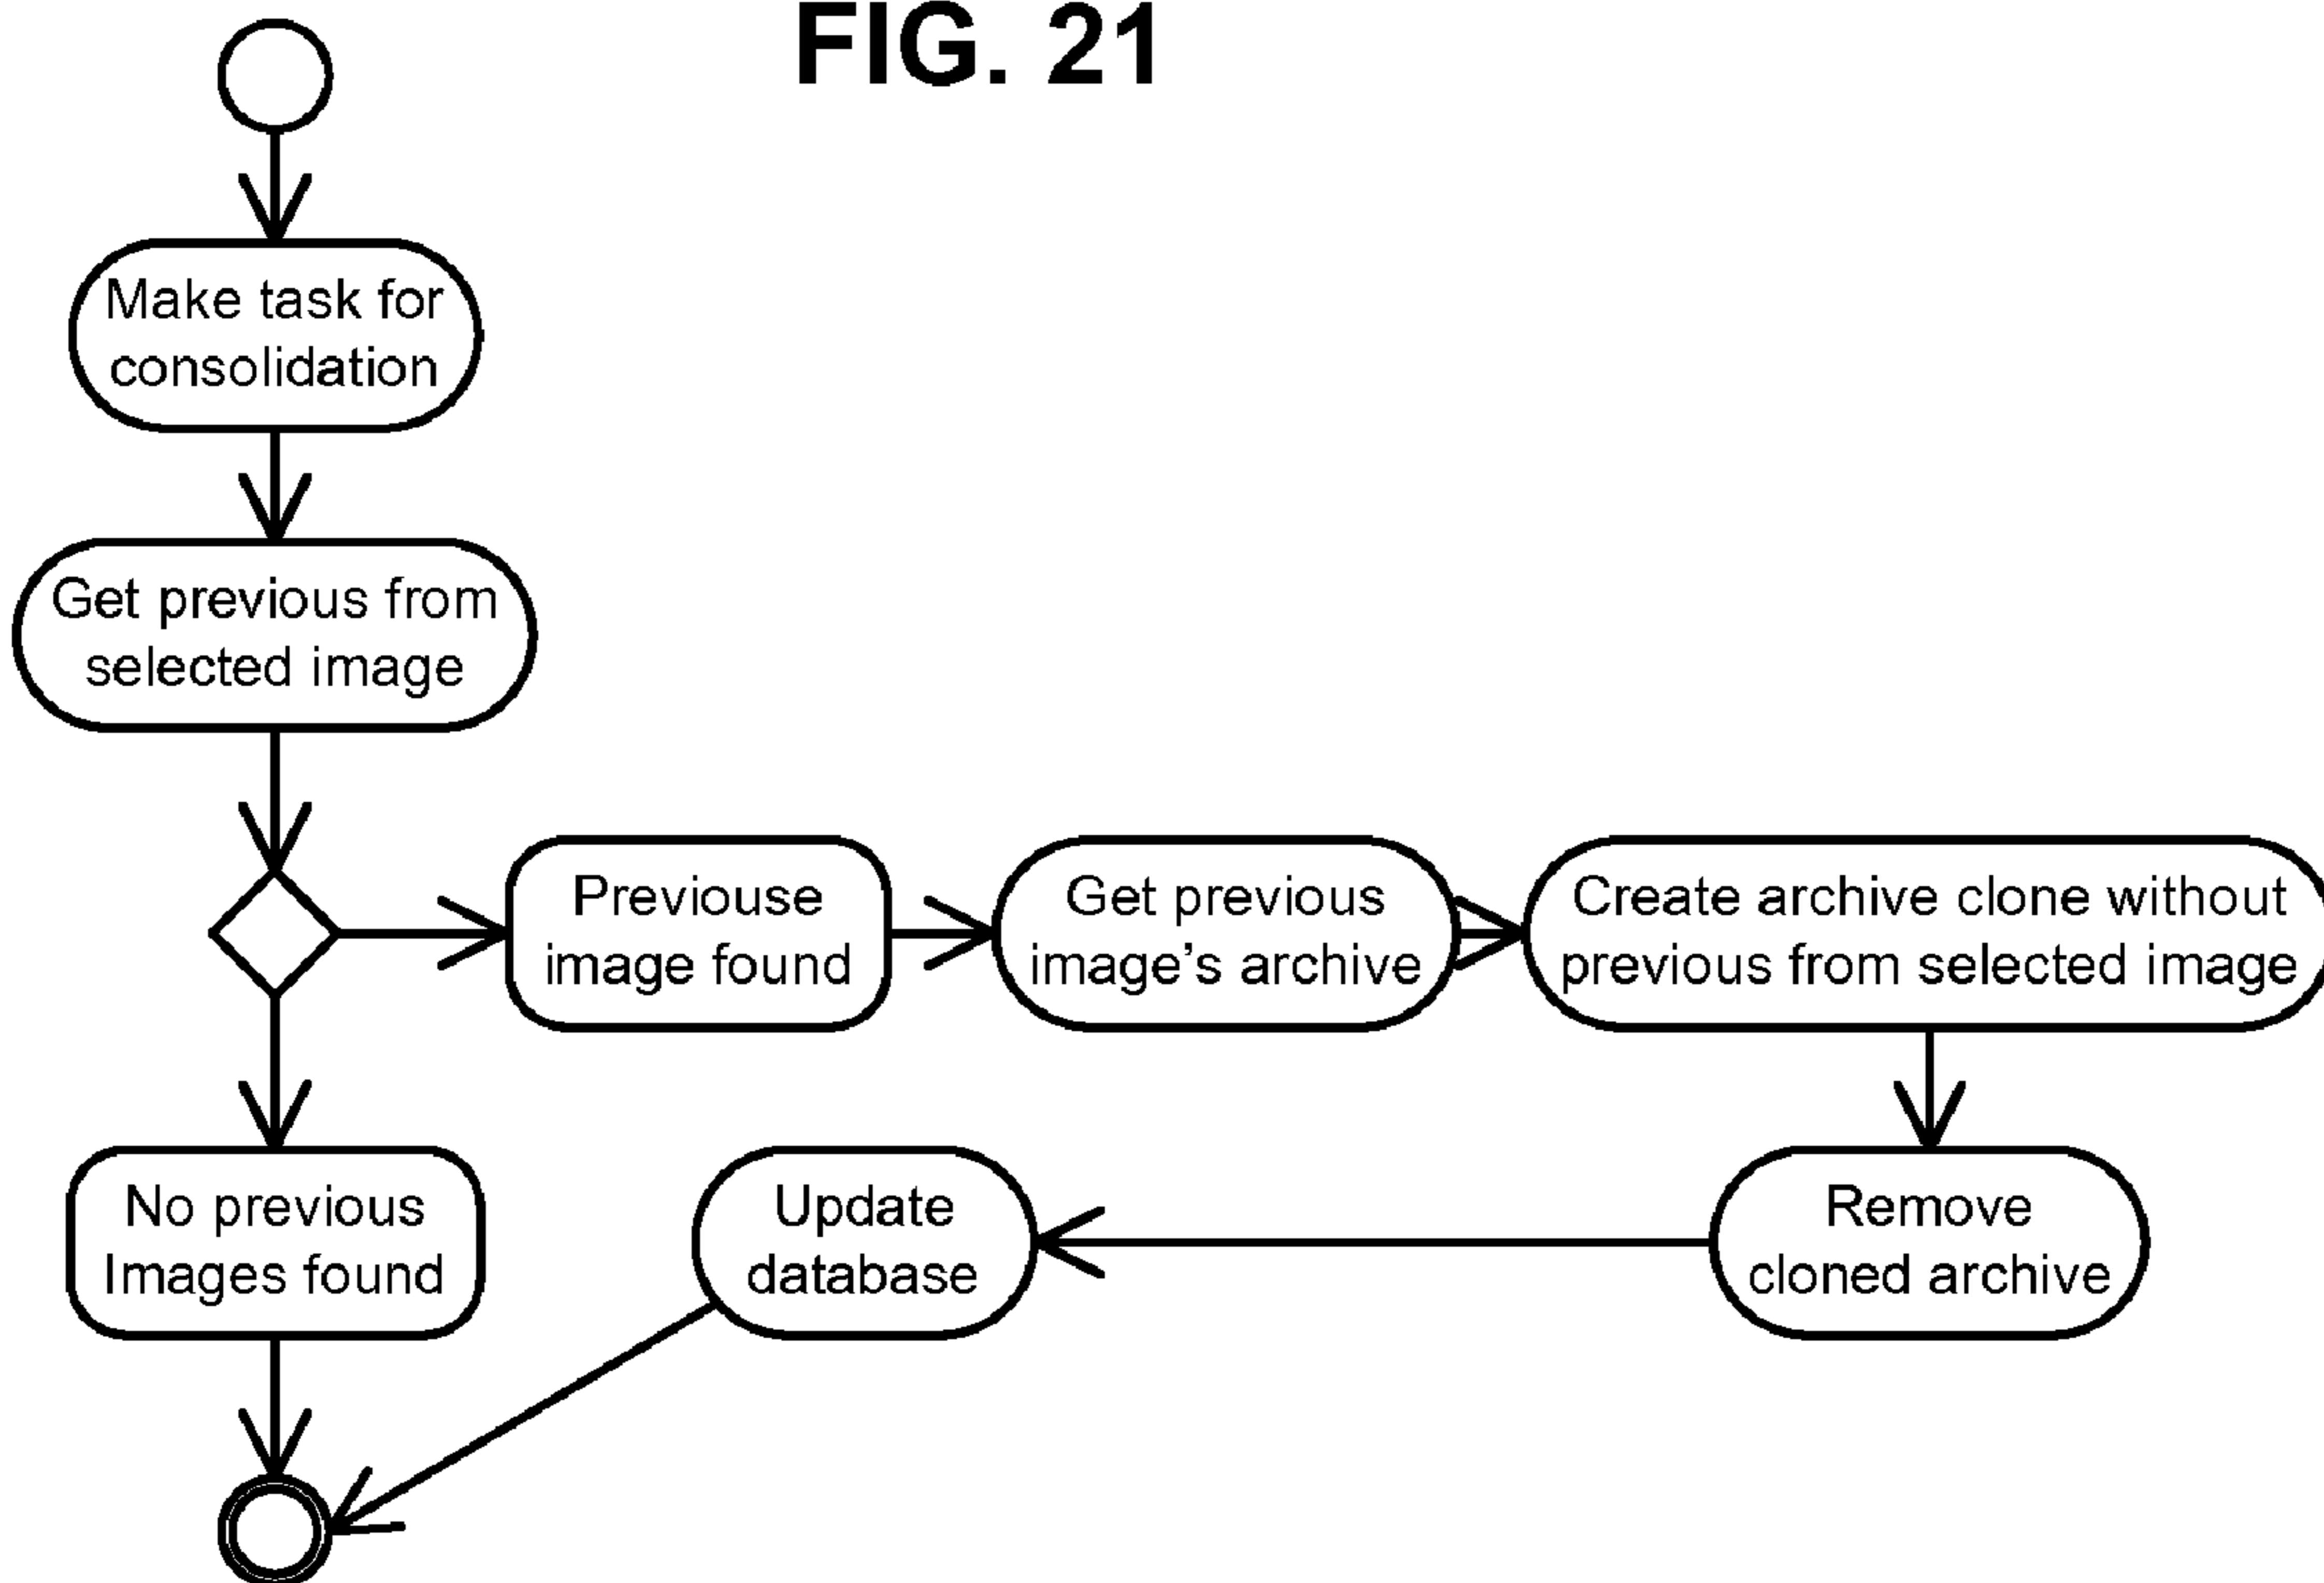 FIG. 21
Make task for
consolidation
Get previous from
selected image
Previouse
image found
Get previous
image's archive
Create archive clone without
previous from selected image
No previous
Images found
Update
database
Remove
cloned archive